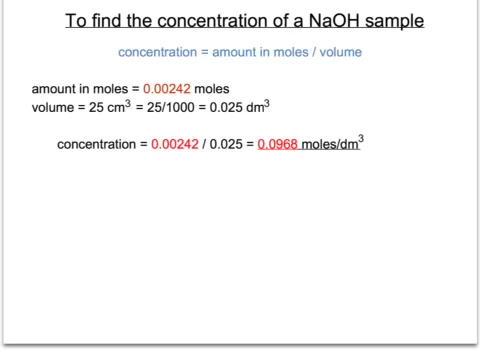 To find the concentration of a NaOH sample
concentration = amount in moles / volume
amount in moles = 0.00242 moles
volume = 25 cm³ = 25/1000 = 0.025 dm³
concentration = 0.00242 / 0.025 = 0.0968 moles/dm³